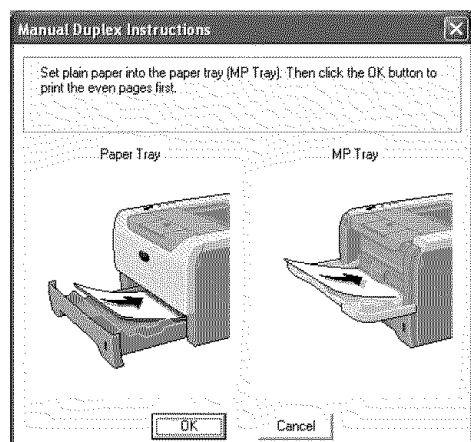 Manual Duplex Instructions
Set plain paper into the paper tray (MP Tray). Then click the OK button to
print the even pages first.
Paper Tray
MP Tray
OK
Cancel